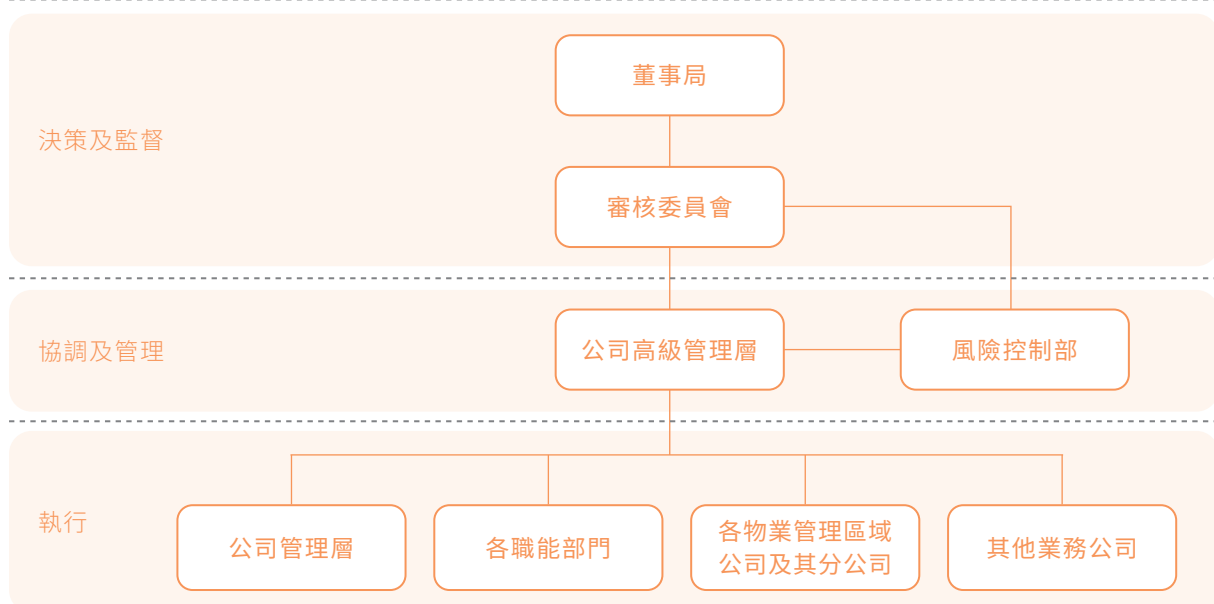 董事局
決策及監督
審核委員會
協調及管理
公司高級管理層
風險控制部
執行
公司管理層
各職能部門
各物業管理區域
公司及其分公司
其他業務公司